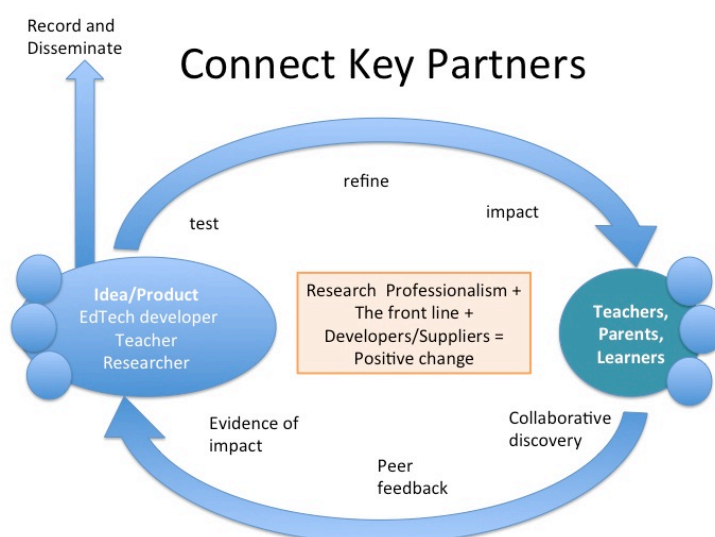 Record and
Disseminate
Connect Key Partners
refine
impact
test
Idea/Product
EdTech developer
Teacher
Researcher
Research  Professionalism +
The front line +
Developers/Suppliers =
Positive change
Teachers,
Parents,
Learners
Evidence of
impact
Collaborative
discovery
Peer
feedback